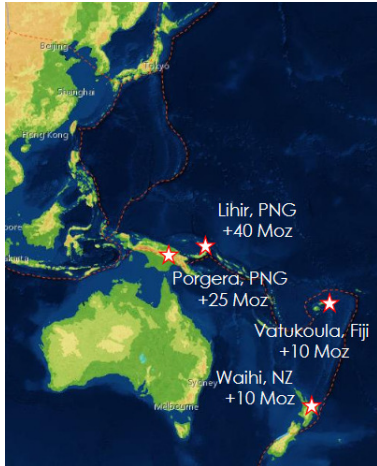 Beijing
Tokyo
Shanghai
Hong Kong
Lihir, PNG
+40 Moz
Porgera, PNG
+25 Moz
Vatukoula, Fiji
+10 Moz
Waihi, NZ
+10 Moz
Sydney
Melbourne